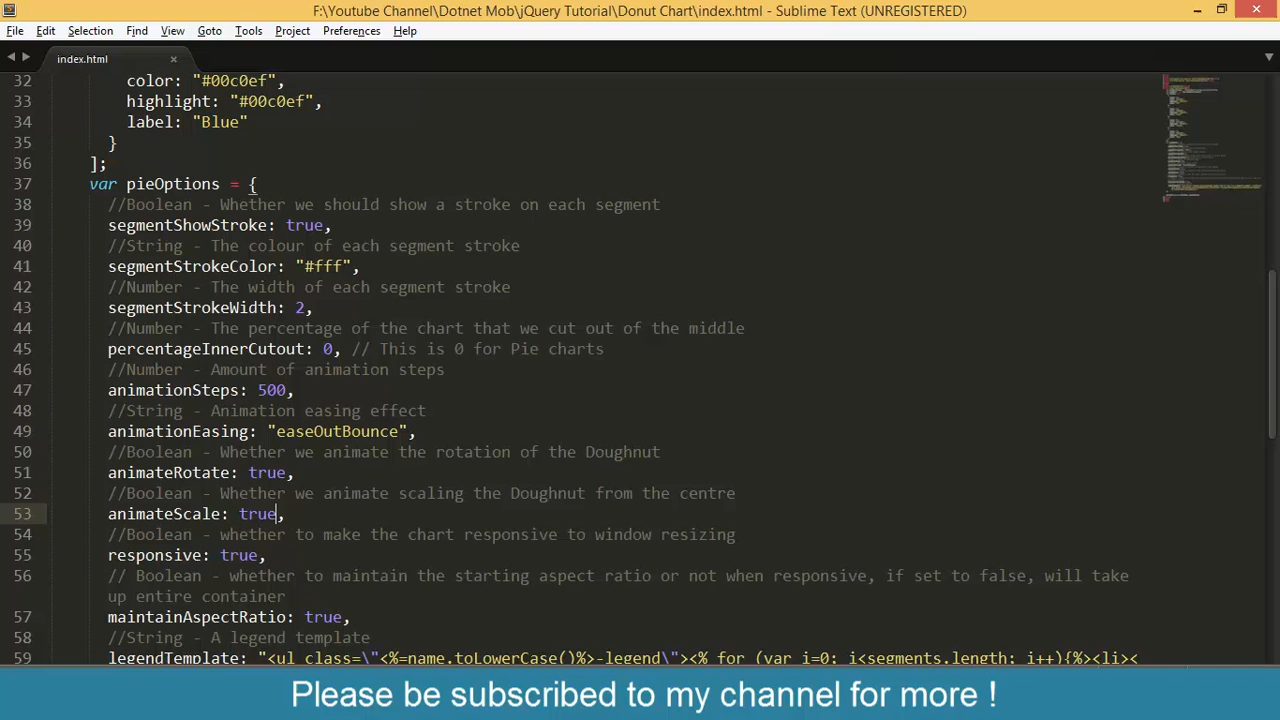 F:\Youtube Channel\Dotnet Mob\jQuery Tutorial\Donut Chart\index.html - Sublime Text (UNREGISTERED)
File Edit Selection Find View Goto Tools Project Preferences Help
index.html
32 color: "#00c0ef",
33 highlight: "#00c0ef",
34 label: "Blue"
35 }
36 ];
37 var pieOptions = {
38 //Boolean - Whether we should show a stroke on each segment
39 segmentShowStroke: true,
40 //String - The colour of each segment stroke
41 segmentStrokeColor: "#fff",
42 //Number - The width of each segment stroke
43 segmentStrokeWidth: 2,
44 //Number - The percentage of the chart that we cut out of the middle
45 percentageInnerCutout: 0, // This is 0 for Pie charts
46 //Number - Amount of animation steps
47 animationSteps: 500,
48 //String - Animation easing effect
49 animationEasing: "easeOutBounce",
50 //Boolean - Whether we animate the rotation of the Doughnut
51 animateRotate: true,
52 //Boolean - Whether we animate scaling the Doughnut from the centre
53 animateScale: true,
54 //Boolean - whether to make the chart responsive to window resizing
55 responsive: true,
56 // Boolean - whether to maintain the starting aspect ratio or not when responsive, if set to false, will take
up entire container
57 maintainAspectRatio: true,
58 //String - A legend template
59 legendTemplate: "<ul class=\"<%=name.toLowerCase()%>-legend\"><% for (var i=0; i<segments.length; i++){%><li><
Please be subscribed to my channel for more !